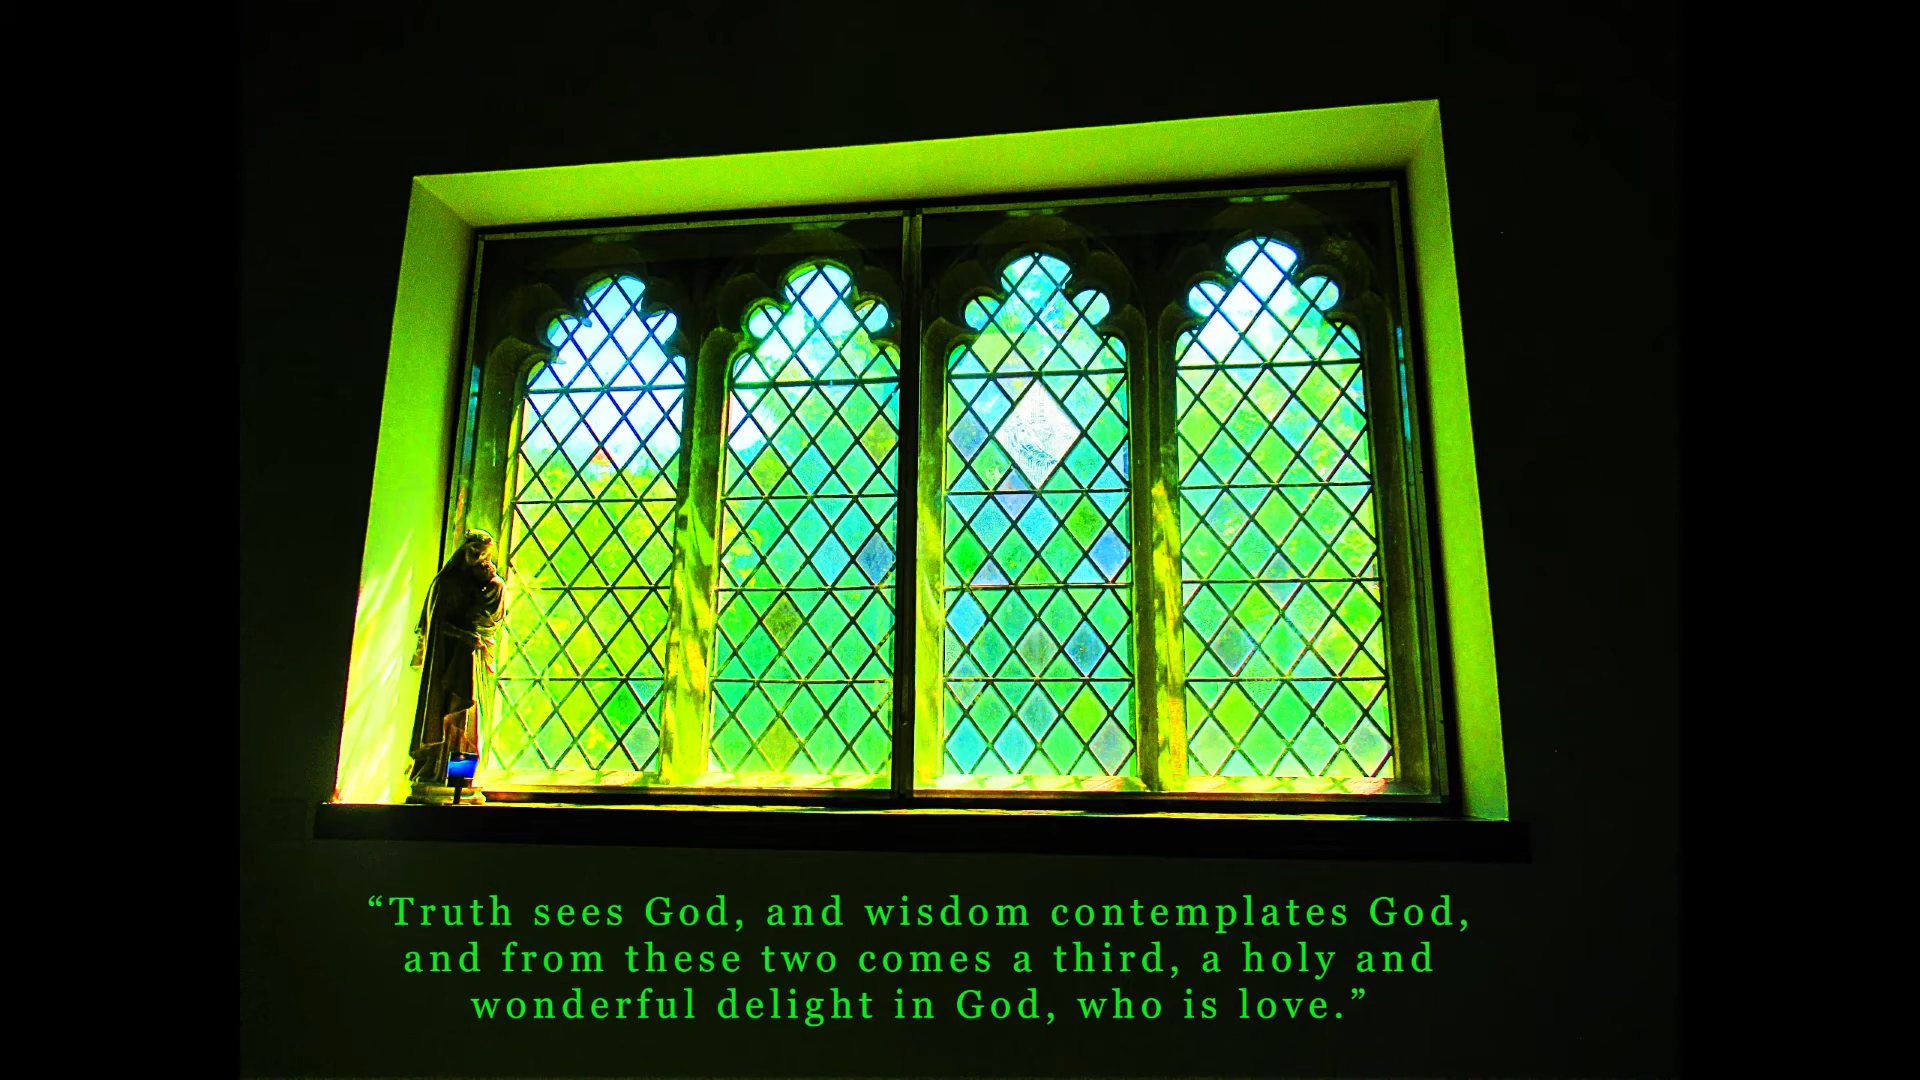 “Truth sees God, and wisdom contemplates God,
and from these two comes a third, a holy and
wonderful delight in God, who is love.”